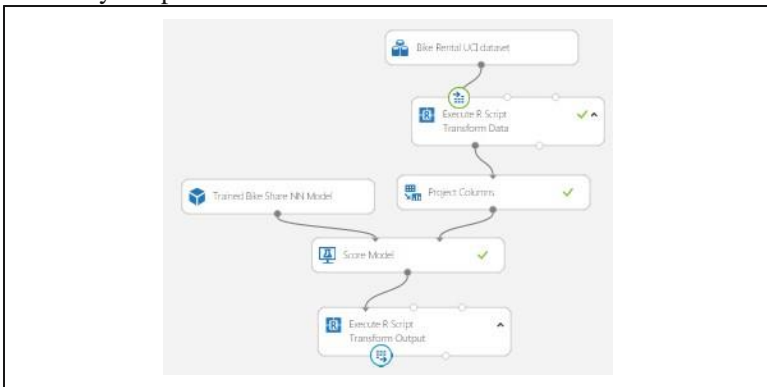 Bike Rental UCI dataset
Execute R Script
Transform Data
Trained Bike Share NN Model
Project Columns
Score Model
Execute R Script
Transform Output